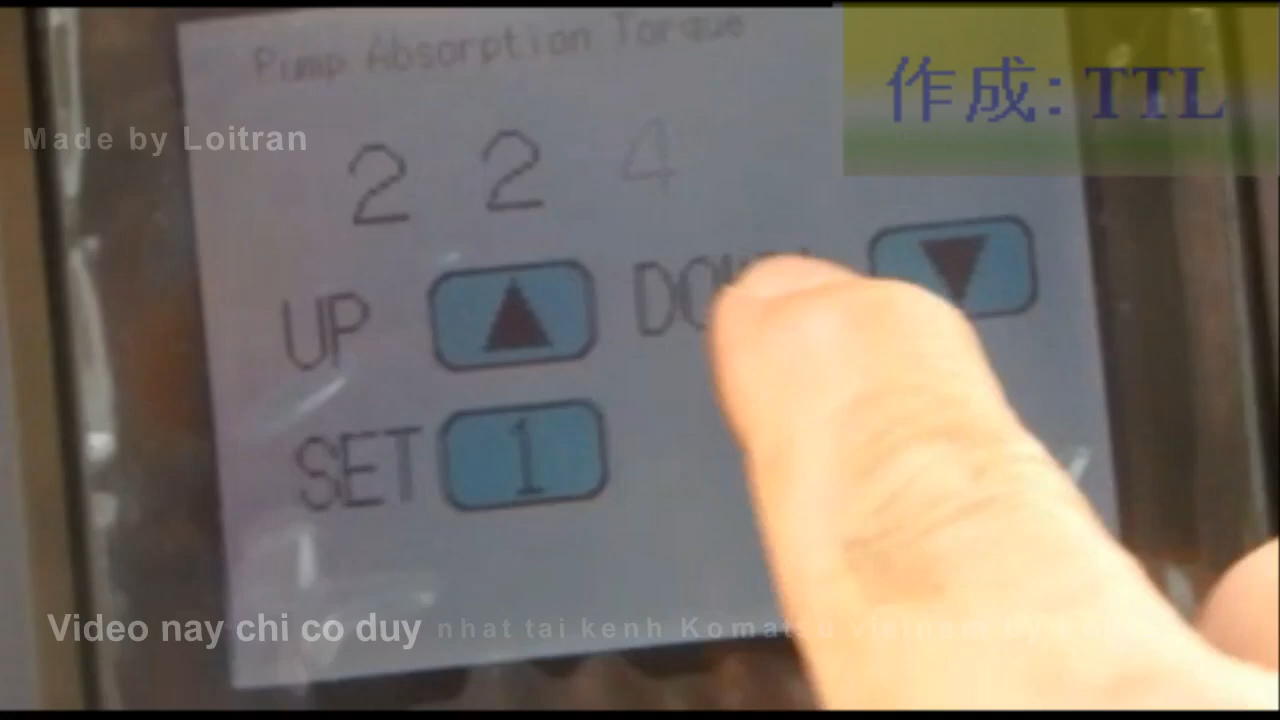 Pump Absorption Torque
作成: TTL
Made by Loitran
2 2 4
UP ▲ DOWN ▼
SET 1
Video nay chi co duy nhat tai kenh Komatsu vietnam by